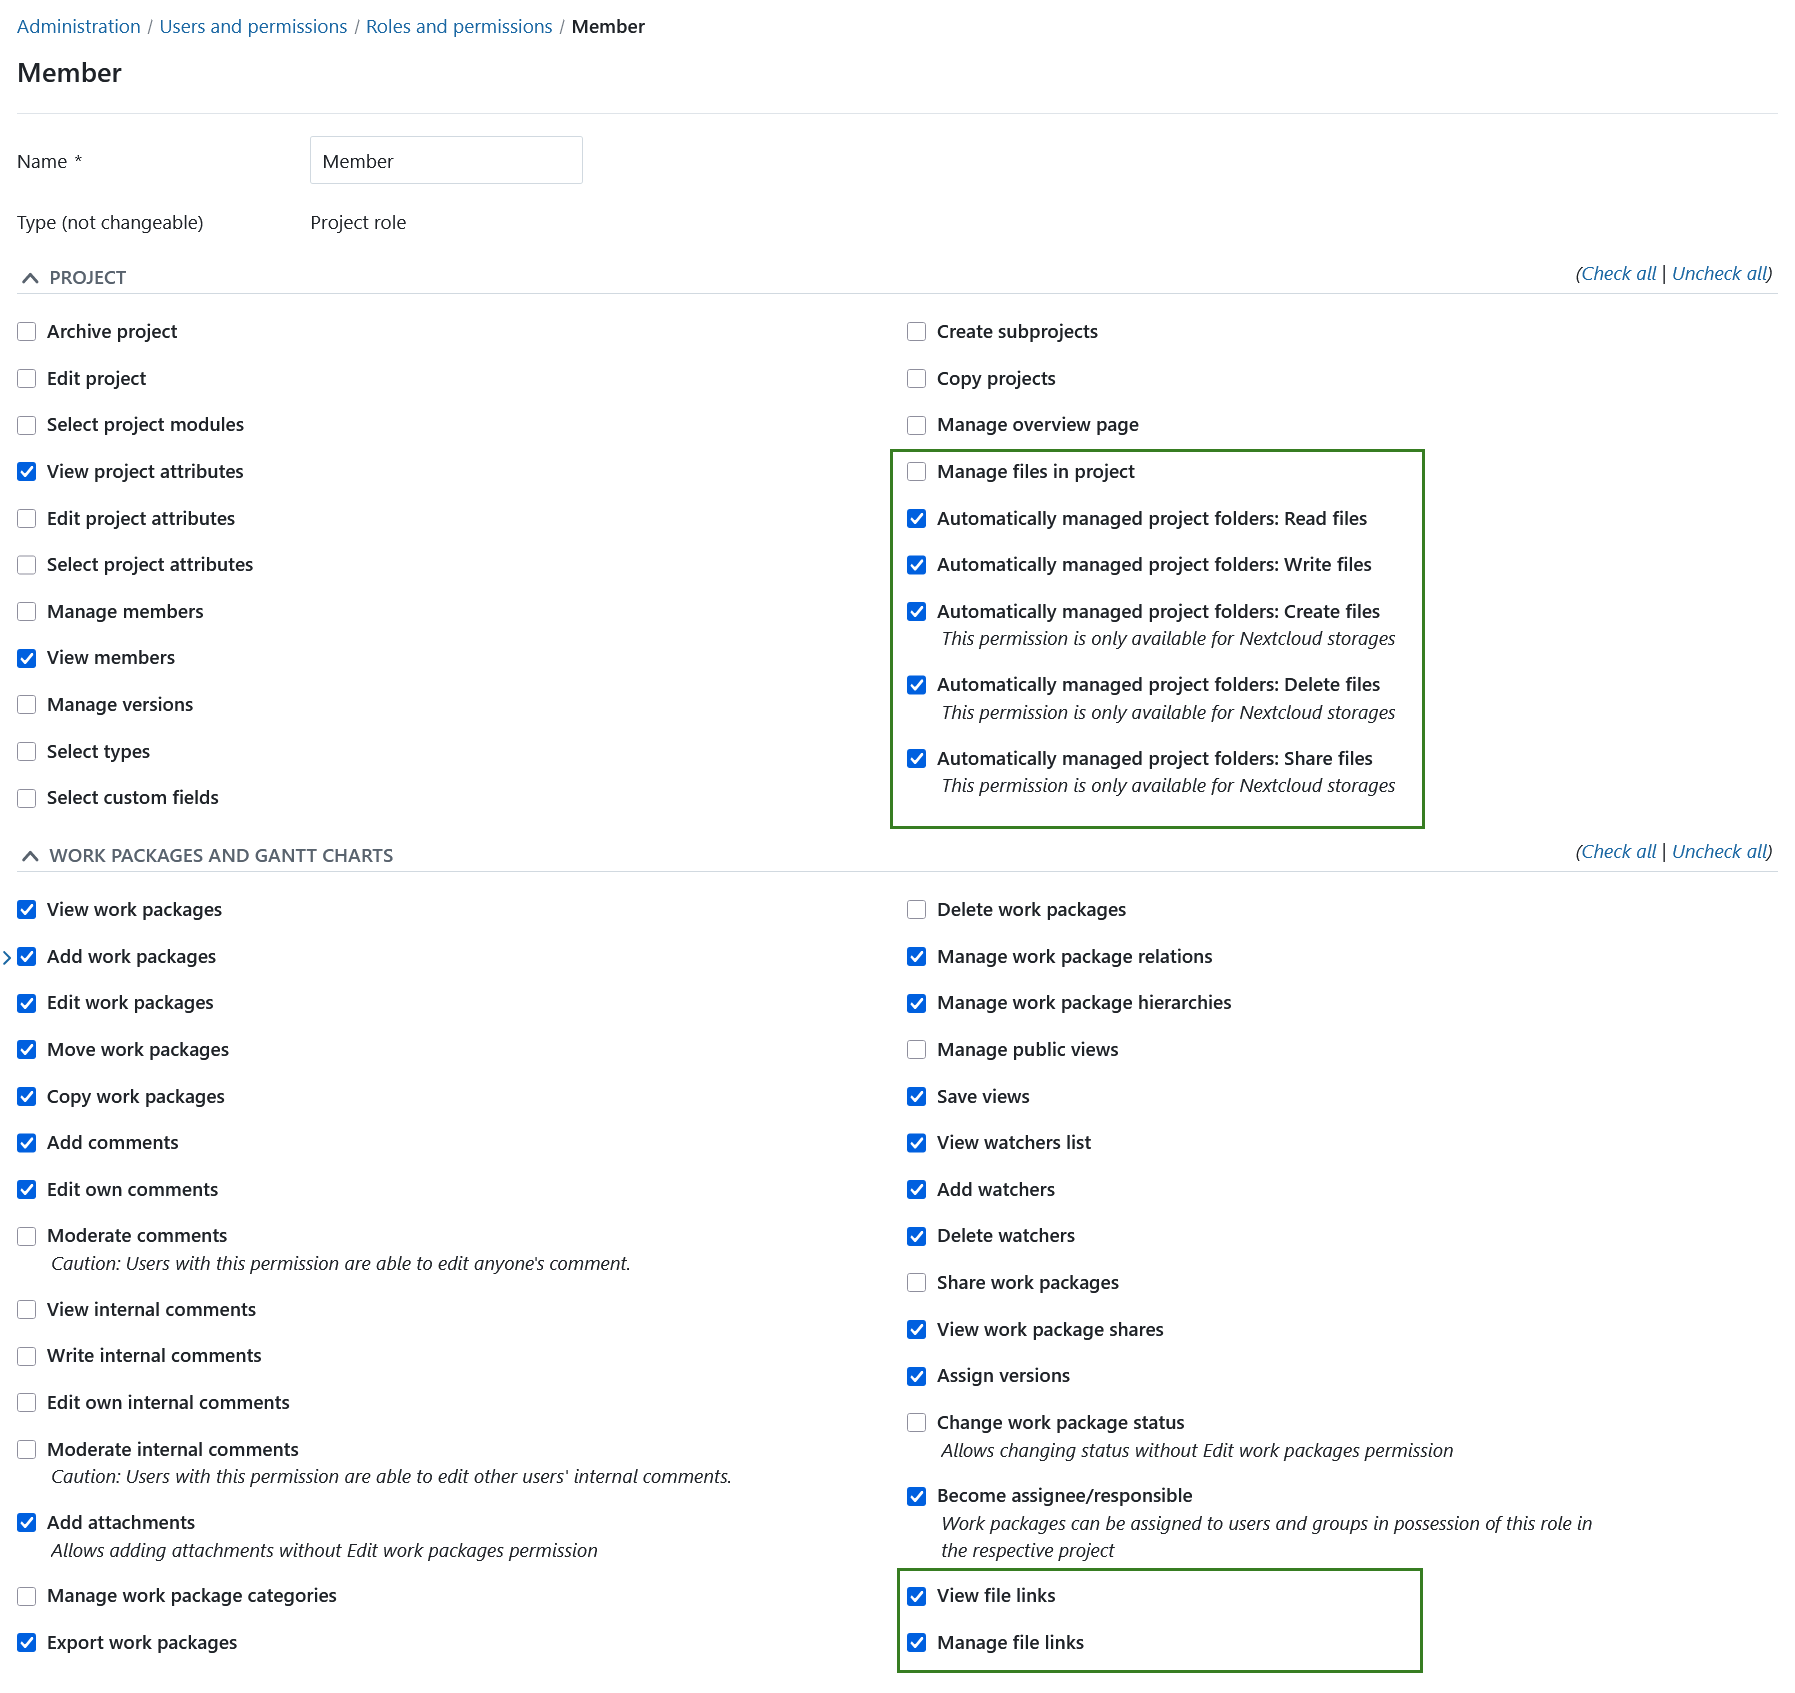 Administration / Users and permissions / Roles and permissions / Member
Member
Name *
Member
Type (not changeable)
Project role
PROJECT
(Check all | Uncheck all)
Archive project
Edit project
Select project modules
View project attributes
Edit project attributes
Select project attributes
Manage members
View members
Manage versions
Select types
Select custom fields
Create subprojects
Copy projects
Manage overview page
Manage files in project
Automatically managed project folders: Read files
Automatically managed project folders: Write files
Automatically managed project folders: Create files
This permission is only available for Nextcloud storages
Automatically managed project folders: Delete files
This permission is only available for Nextcloud storages
Automatically managed project folders: Share files
This permission is only available for Nextcloud storages
WORK PACKAGES AND GANTT CHARTS
(Check all | Uncheck all)
View work packages
Add work packages
Edit work packages
Move work packages
Copy work packages
Add comments
Edit own comments
Moderate comments
Caution: Users with this permission are able to edit anyone's comment.
View internal comments
Write internal comments
Edit own internal comments
Moderate internal comments
Caution: Users with this permission are able to edit other users' internal comments.
Add attachments
Allows adding attachments without Edit work packages permission
Manage work package categories
Export work packages
Delete work packages
Manage work package relations
Manage work package hierarchies
Manage public views
Save views
View watchers list
Add watchers
Delete watchers
Share work packages
View work package shares
Assign versions
Change work package status
Allows changing status without Edit work packages permission
Become assignee/responsible
Work packages can be assigned to users and groups in possession of this role in
the respective project
View file links
Manage file links